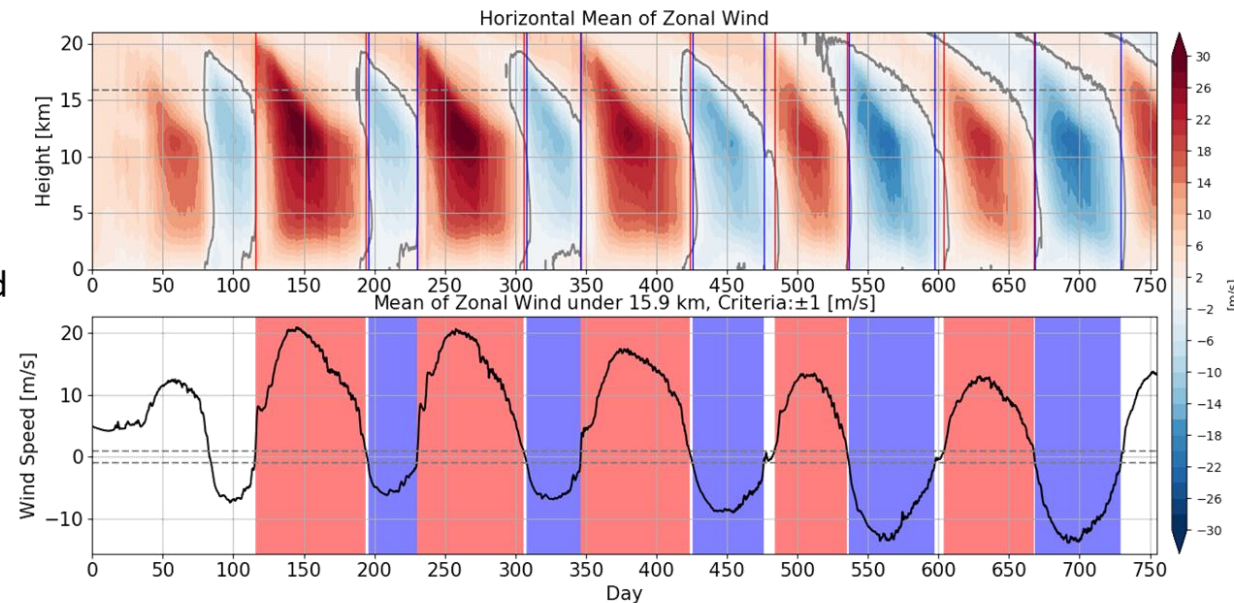 Horizontal Mean of Zonal Wind
Height [km]
20
15
10
5
0
0 50 100 150 200 250 300 350 400 450 500 550 600 650 700 750
30
26
22
18
14
10
6
2
−2
−6
−10
−14
−18
−22
−26
−30
[m/s]
d
Mean of Zonal Wind under 15.9 km, Criteria:±1 [m/s]
Wind Speed [m/s]
20
10
0
−10
0 50 100 150 200 250 300 350 400 450 500 550 600 650 700 750
Day